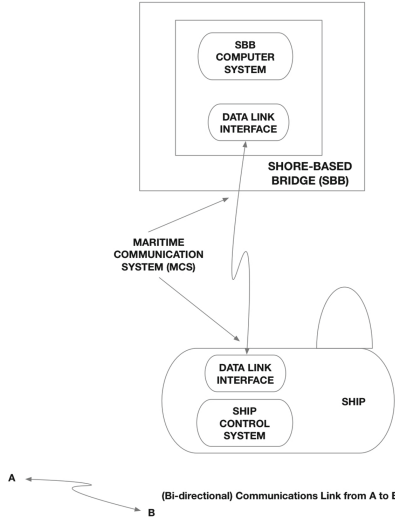 SBB
COMPUTER
SYSTEM
DATA LINK
INTERFACE
SHORE-BASED
BRIDGE (SBB)
MARITIME
COMMUNICATION
SYSTEM (MCS)
DATA LINK
INTERFACE
SHIP
SHIP
CONTROL
SYSTEM
A
(Bi-directional) Communications Link from A to B
B